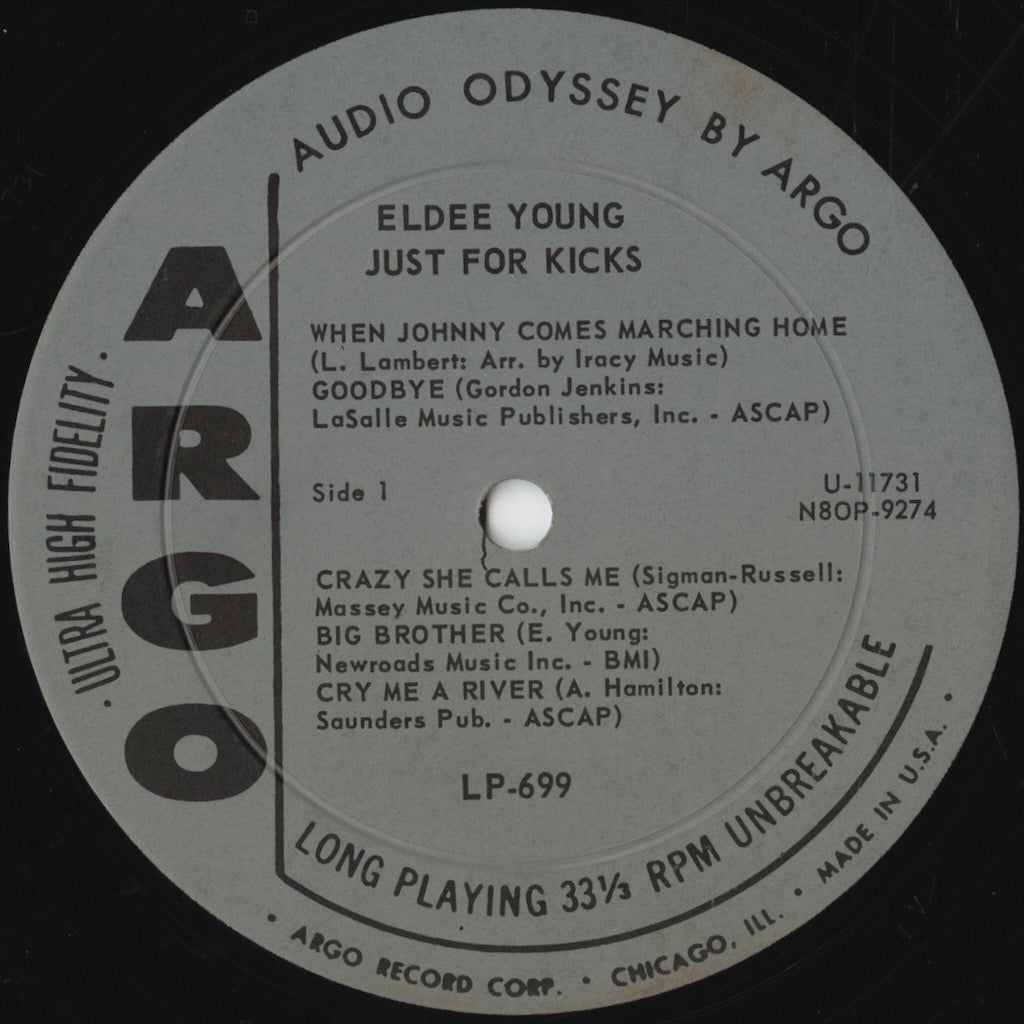 AUDIO ODYSSEY BY ARGO
· ULTRA HIGH FIDELITY ·
ARGO
ELDEE YOUNG
JUST FOR KICKS
WHEN JOHNNY COMES MARCHING HOME
(L. Lambert: Arr. by Iracy Music)
GOODBYE (Gordon Jenkins:
LaSalle Music Publishers, Inc. - ASCAP)
Side 1
U-11731
N8OP-9274
CRAZY SHE CALLS ME (Sigman-Russell:
Massey Music Co., Inc. - ASCAP)
BIG BROTHER (E. Young:
Newroads Music Inc. - BMI)
CRY ME A RIVER (A. Hamilton:
Saunders Pub. - ASCAP)
LP-699
LONG PLAYING 33⅓ RPM UNBREAKABLE
· ARGO RECORD CORP. · CHICAGO, ILL. · MADE IN U.S.A. ·